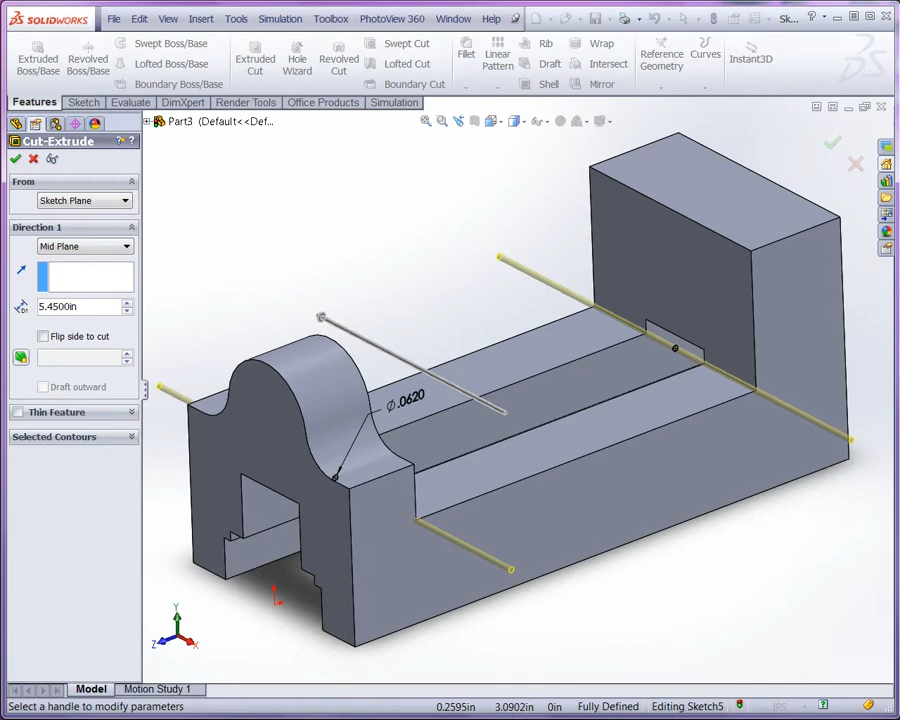 SOLIDWORKS File Edit View Insert Tools Simulation Toolbox PhotoView 360 Window Help Sk... ?
Extruded Boss/Base
Revolved Boss/Base
Swept Boss/Base
Lofted Boss/Base
Boundary Boss/Base
Extruded Cut
Hole Wizard
Revolved Cut
Swept Cut
Lofted Cut
Boundary Cut
Fillet
Linear Pattern
Rib
Draft
Shell
Wrap
Intersect
Mirror
Reference Geometry
Curves
Instant3D
Features Sketch Evaluate DimXpert Render Tools Office Products Simulation
Part3 (Default<<Def...
Cut-Extrude
From
Sketch Plane
Direction 1
Mid Plane
D1
5.4500in
Flip side to cut
Draft outward
Thin Feature
Selected Contours
Ø.0620
Y
Z
X
Model Motion Study 1
Select a handle to modify parameters 0.2595in 3.0902in 0in Fully Defined Editing Sketch5 IPS ?